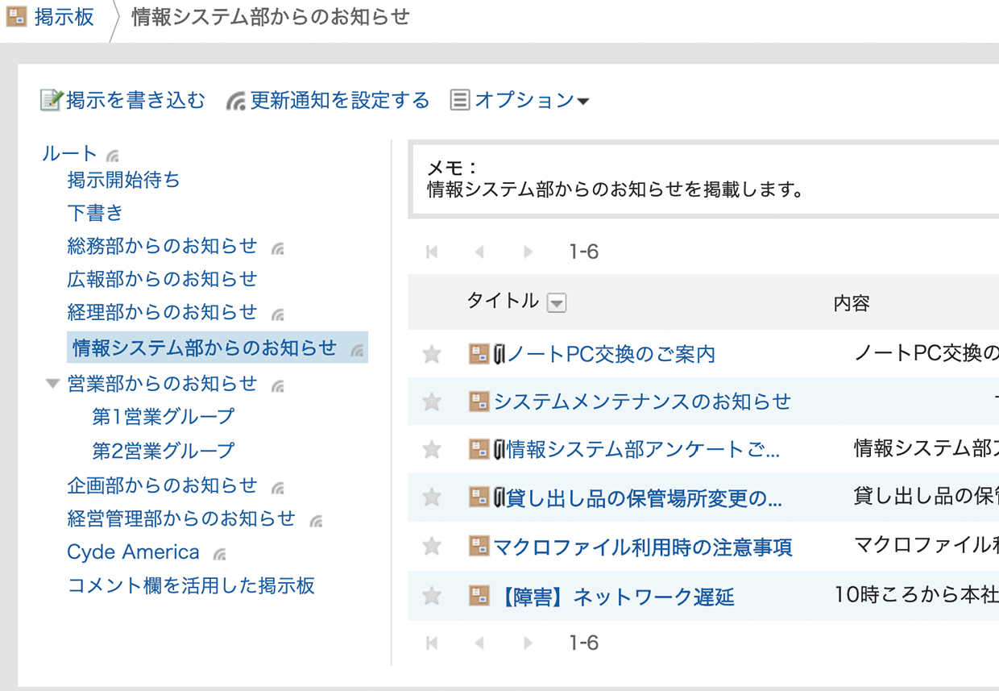 掲示板 情報システム部からのお知らせ
掲示を書き込む 更新通知を設定する オプション
ルート
掲示開始待ち
下書き
総務部からのお知らせ
広報部からのお知らせ
経理部からのお知らせ
情報システム部からのお知らせ
営業部からのお知らせ
第1営業グループ
第2営業グループ
企画部からのお知らせ
経営管理部からのお知らせ
Cyde America
コメント欄を活用した掲示板
メモ：
情報システム部からのお知らせを掲載します。
1-6
タイトル 内容
ノートPC交換のご案内 ノートPC交換の
システムメンテナンスのお知らせ
情報システム部アンケートご... 情報システム部ア
貸し出し品の保管場所変更の... 貸し出し品の保管
マクロファイル利用時の注意事項 マクロファイル利
【障害】ネットワーク遅延 10時ころから本社
1-6